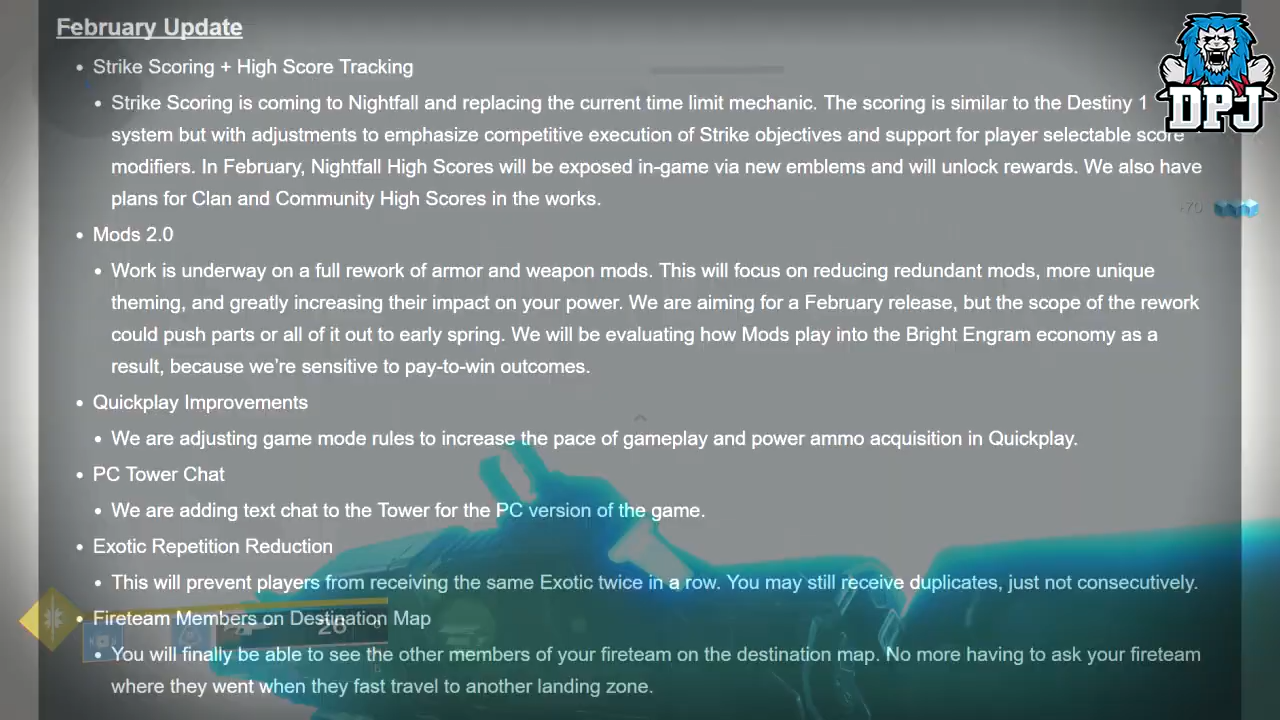 February Update
• Strike Scoring + High Score Tracking
• Strike Scoring is coming to Nightfall and replacing the current time limit mechanic. The scoring is similar to the Destiny 1
system but with adjustments to emphasize competitive execution of Strike objectives and support for player selectable score
modifiers. In February, Nightfall High Scores will be exposed in-game via new emblems and will unlock rewards. We also have
plans for Clan and Community High Scores in the works.
• Mods 2.0
• Work is underway on a full rework of armor and weapon mods. This will focus on reducing redundant mods, more unique
theming, and greatly increasing their impact on your power. We are aiming for a February release, but the scope of the rework
could push parts or all of it out to early spring. We will be evaluating how Mods play into the Bright Engram economy as a
result, because we’re sensitive to pay-to-win outcomes.
• Quickplay Improvements
• We are adjusting game mode rules to increase the pace of gameplay and power ammo acquisition in Quickplay.
• PC Tower Chat
• We are adding text chat to the Tower for the PC version of the game.
• Exotic Repetition Reduction
• This will prevent players from receiving the same Exotic twice in a row. You may still receive duplicates, just not consecutively.
• Fireteam Members on Destination Map
• You will finally be able to see the other members of your fireteam on the destination map. No more having to ask your fireteam
where they went when they fast travel to another landing zone.
DPJ
+70
26